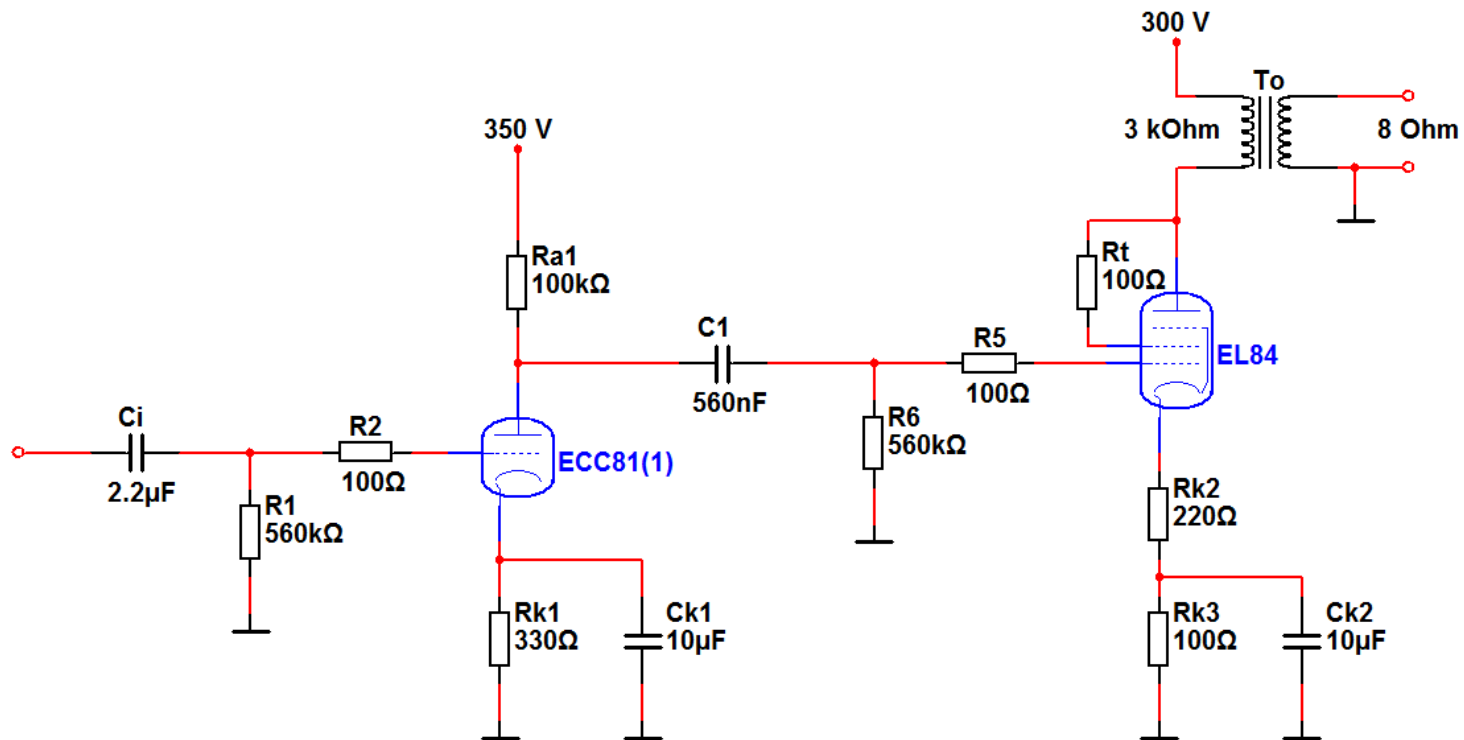 300 V
To
3 kOhm
8 Ohm
350 V
Ra1
100kΩ
Rt
100Ω
C1
560nF
R5
100Ω
EL84
Ci
2.2µF
R2
100Ω
ECC81(1)
R6
560kΩ
R1
560kΩ
Rk2
220Ω
Rk1
330Ω
Ck1
10µF
Rk3
100Ω
Ck2
10µF